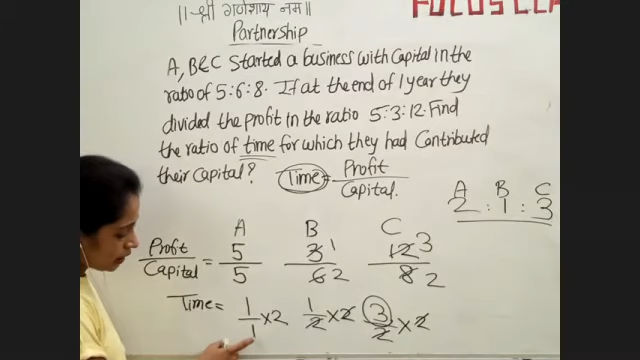 ||श्री गणेशाय नमः||
FOCUS CLA
Partnership
A, B & C Started a business with Capital in the
ratio of 5:6:8. If at the end of 1 year they
divided the profit in the ratio 5:3:12. Find
the ratio of time for which they had Contributed
their Capital?
Time = Profit / Capital.
A B C
2 : 1 : 3
A B C
Profit / Capital = 5/5 3/6 1/2 12/8 3/2
Time = 1/1 ×2 1/2 ×2 3/2 ×2